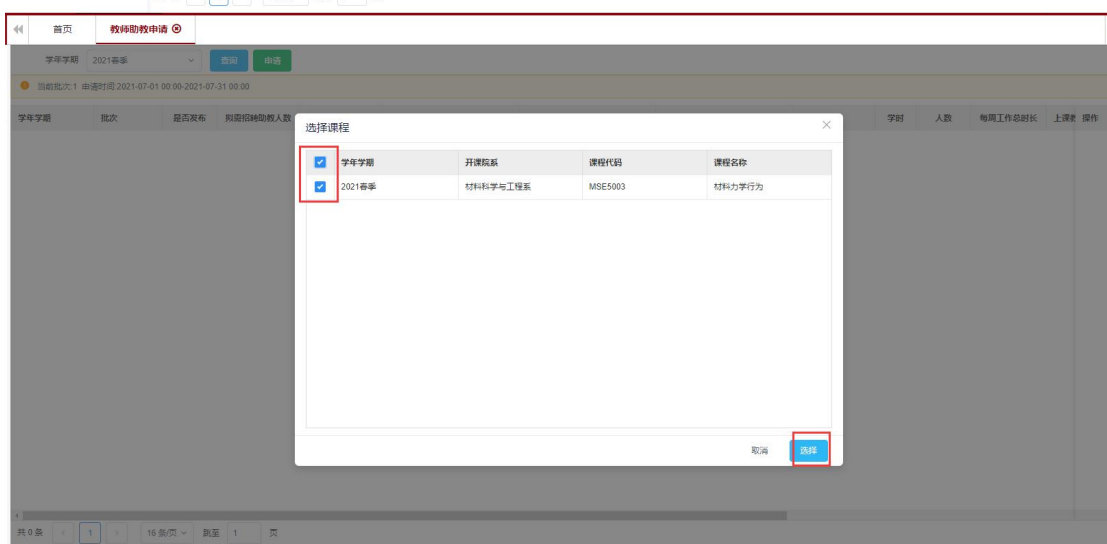 首页 教师助教申请
学年学期 2021春季 查询 申请
当前批次:1 申请时间:2021-07-01 00:00-2021-07-31 00:00
学年学期 批次 是否发布 拟需招聘助教人数 学时 人数 每周工作总时长 上课教 操作
选择课程
学年学期 开课院系 课程代码 课程名称
2021春季 材料科学与工程系 MSE5003 材料力学行为
取消 选择
共 0 条 1 16 条/页 跳至 1 页